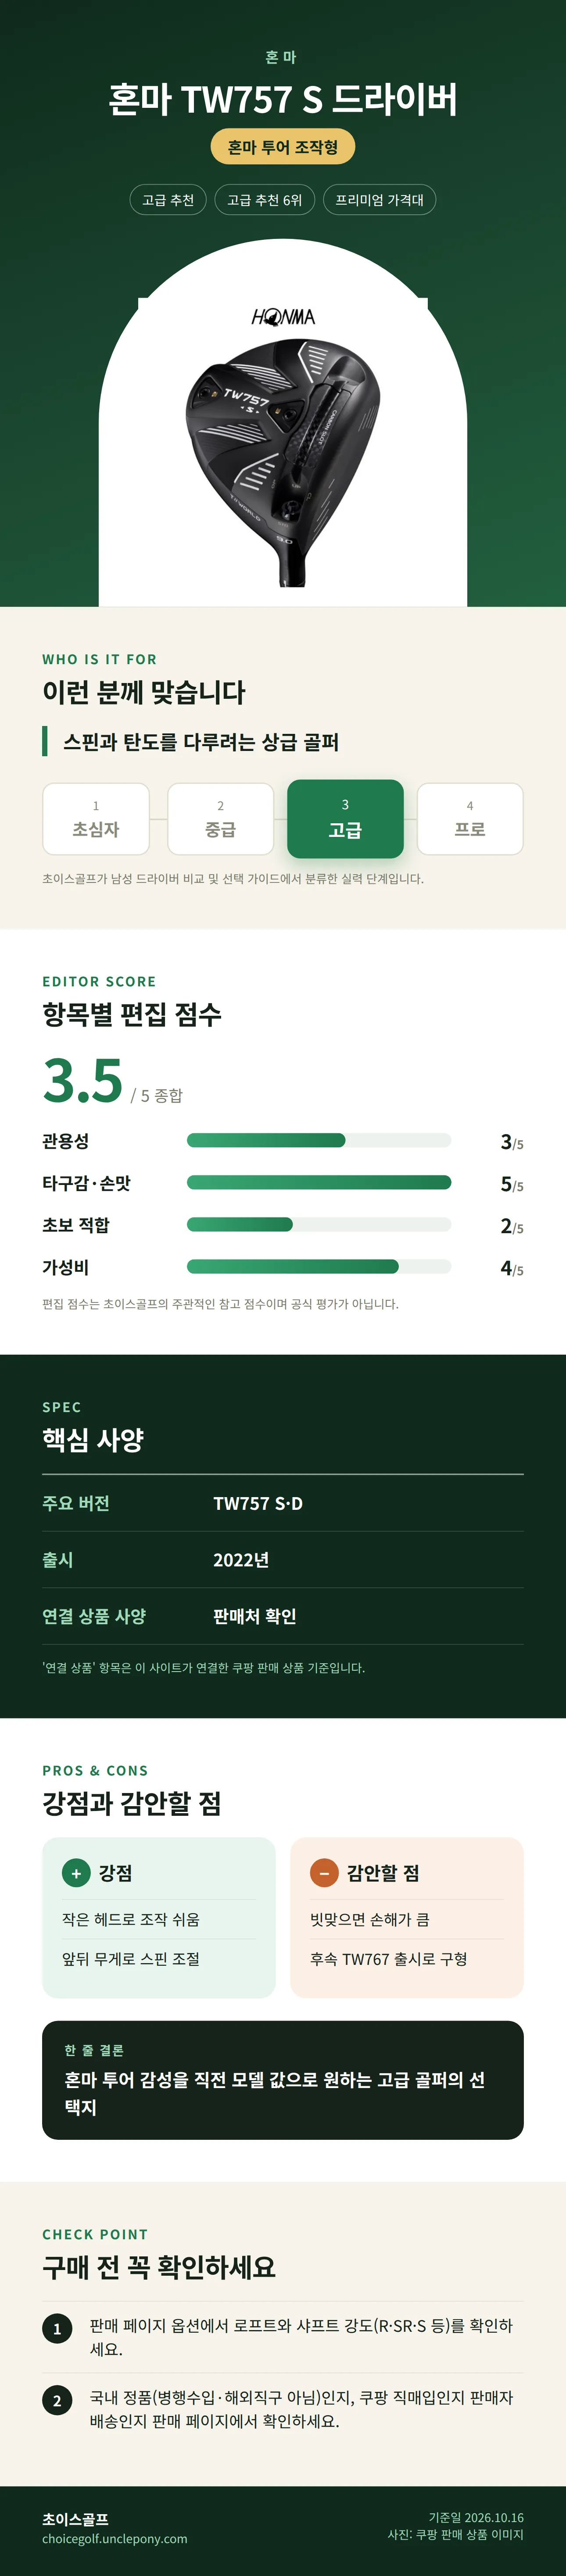 혼마
혼마 TW757 S 드라이버
혼마 투어 조작형
고급 추천
고급 추천 6위
프리미엄 가격대
HONMA
TW757
S
CARBON BODY
TOUR WORLD
9.0
WHO IS IT FOR
이런 분께 맞습니다
스핀과 탄도를 다루려는 상급 골퍼
1
초심자
2
중급
3
고급
4
프로
초이스골프가 남성 드라이버 비교 및 선택 가이드에서 분류한 실력 단계입니다.
EDITOR SCORE
항목별 편집 점수
3.5 / 5 종합
관용성 3/5
타구감·손맛 5/5
초보 적합 2/5
가성비 4/5
편집 점수는 초이스골프의 주관적인 참고 점수이며 공식 평가가 아닙니다.
SPEC
핵심 사양
주요 버전 TW757 S·D
출시 2022년
연결 상품 사양 판매처 확인
'연결 상품' 항목은 이 사이트가 연결한 쿠팡 판매 상품 기준입니다.
PROS & CONS
강점과 감안할 점
+ 강점
작은 헤드로 조작 쉬움
앞뒤 무게로 스핀 조절
− 감안할 점
빗맞으면 손해가 큼
후속 TW767 출시로 구형
한 줄 결론
혼마 투어 감성을 직전 모델 값으로 원하는 고급 골퍼의 선
택지
CHECK POINT
구매 전 꼭 확인하세요
1 판매 페이지 옵션에서 로프트와 샤프트 강도(R·SR·S 등)를 확인하
세요.
2 국내 정품(병행수입·해외직구 아님)인지, 쿠팡 직매입인지 판매자
배송인지 판매 페이지에서 확인하세요.
초이스골프
choicegolf.unclepony.com
기준일 2026.10.16
사진: 쿠팡 판매 상품 이미지